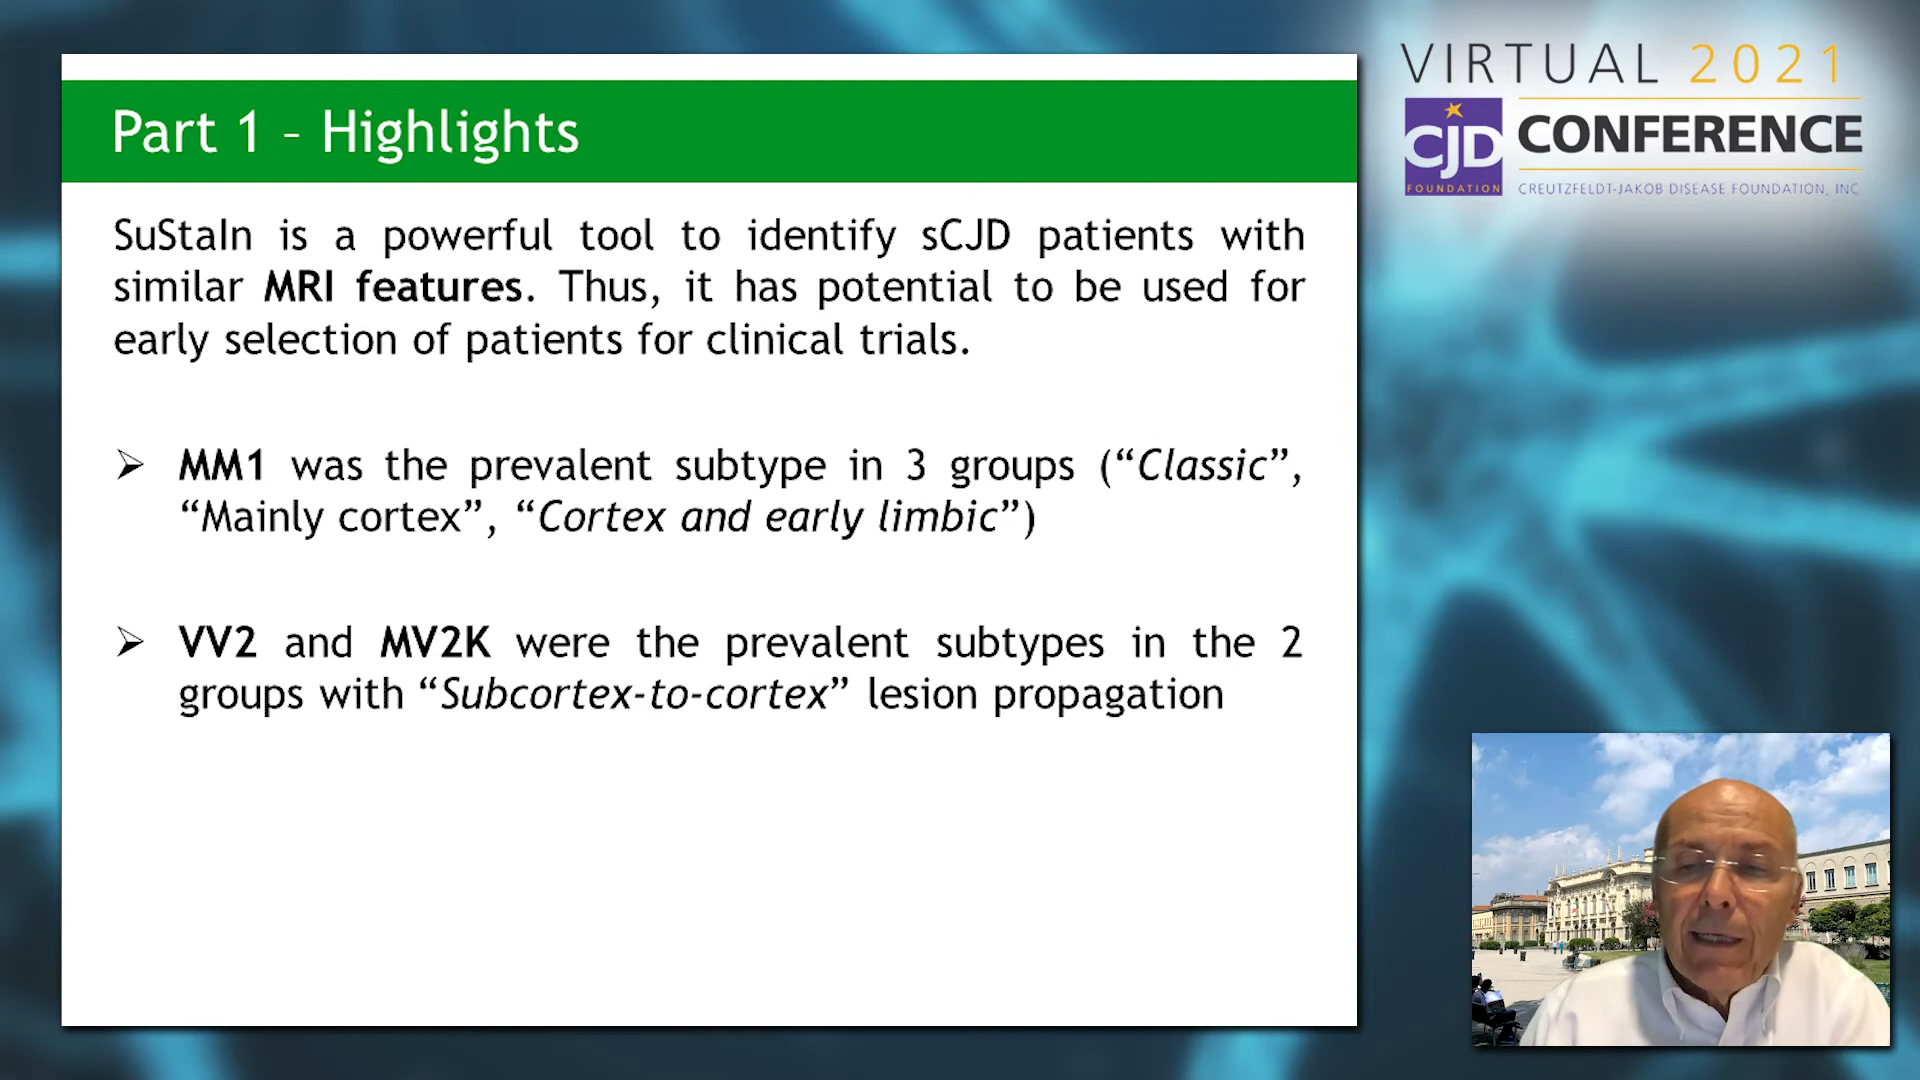 Part 1 – Highlights
SuStaIn is a powerful tool to identify sCJD patients with
similar MRI features. Thus, it has potential to be used for
early selection of patients for clinical trials.
➢ MM1 was the prevalent subtype in 3 groups (“Classic”,
“Mainly cortex”, “Cortex and early limbic”)
➢ VV2 and MV2K were the prevalent subtypes in the 2
groups with “Subcortex-to-cortex” lesion propagation
VIRTUAL 2021
CJD
FOUNDATION
CONFERENCE
CREUTZFELDT-JAKOB DISEASE FOUNDATION, INC.